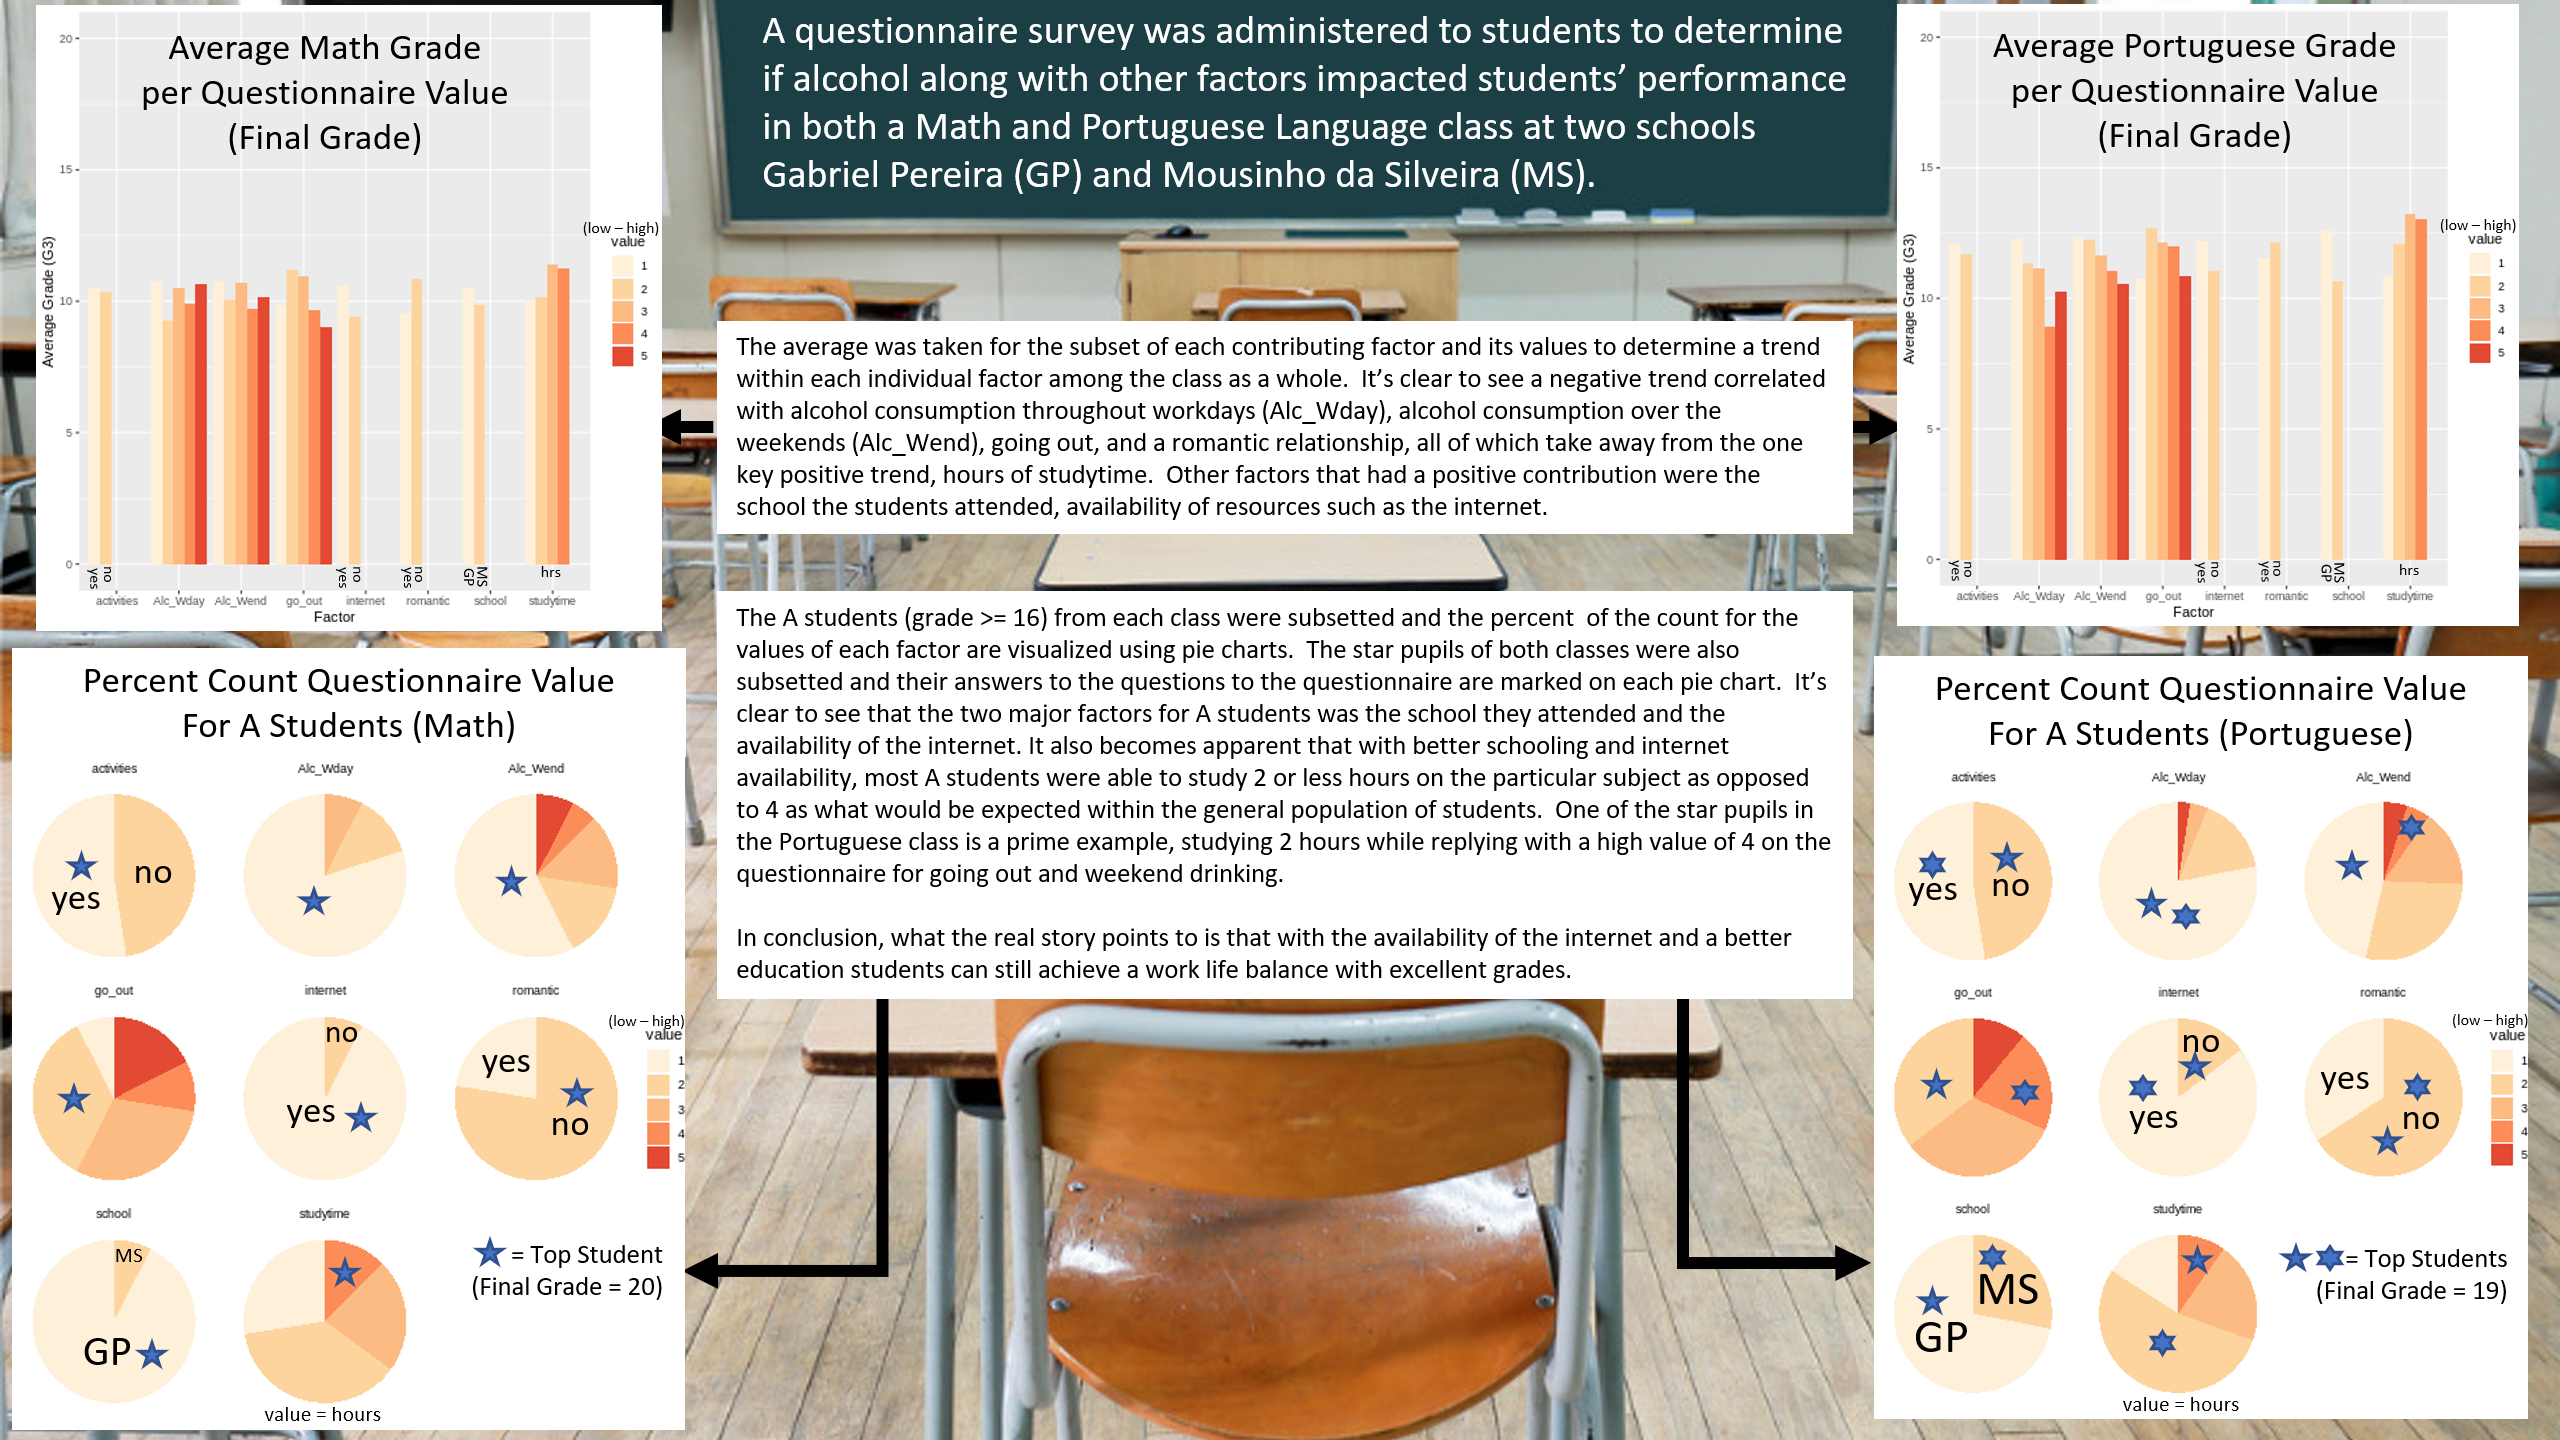 A questionnaire survey was administered to students to determine
if alcohol along with other factors impacted students’ performance
in both a Math and Portuguese Language class at two schools
Gabriel Pereira (GP) and Mousinho da Silveira (MS).
Average Math Grade
per Questionnaire Value
(Final Grade)
20
15
10
5
0
Average Grade (G3)
(low – high)
value
1
2
3
4
5
yes
no
yes
no
yes
no
GP
MS
hrs
activities
Alc_Wday
Alc_Wend
go_out
internet
romantic
school
studytime
Factor
Average Portuguese Grade
per Questionnaire Value
(Final Grade)
20
15
10
5
0
Average Grade (G3)
(low – high)
value
1
2
3
4
5
yes
no
yes
no
yes
no
GP
MS
hrs
activities
Alc_Wday
Alc_Wend
go_out
internet
romantic
school
studytime
Factor
The average was taken for the subset of each contributing factor and its values to determine a trend
within each individual factor among the class as a whole.  It’s clear to see a negative trend correlated
with alcohol consumption throughout workdays (Alc_Wday), alcohol consumption over the
weekends (Alc_Wend), going out, and a romantic relationship, all of which take away from the one
key positive trend, hours of studytime.  Other factors that had a positive contribution were the
school the students attended, availability of resources such as the internet.
The A students (grade >= 16) from each class were subsetted and the percent  of the count for the
values of each factor are visualized using pie charts.  The star pupils of both classes were also
subsetted and their answers to the questions to the questionnaire are marked on each pie chart.  It’s
clear to see that the two major factors for A students was the school they attended and the
availability of the internet. It also becomes apparent that with better schooling and internet
availability, most A students were able to study 2 or less hours on the particular subject as opposed
to 4 as what would be expected within the general population of students.  One of the star pupils in
the Portuguese class is a prime example, studying 2 hours while replying with a high value of 4 on the
questionnaire for going out and weekend drinking.
In conclusion, what the real story points to is that with the availability of the internet and a better
education students can still achieve a work life balance with excellent grades.
Percent Count Questionnaire Value
For A Students (Math)
activities
Alc_Wday
Alc_Wend
yes
no
go_out
internet
romantic
no
yes
yes
no
(low – high)
value
1
2
3
4
5
school
studytime
MS
GP
= Top Student
(Final Grade = 20)
value = hours
Percent Count Questionnaire Value
For A Students (Portuguese)
activities
Alc_Wday
Alc_Wend
yes
no
go_out
internet
romantic
no
yes
yes
no
(low – high)
value
1
2
3
4
5
school
studytime
MS
GP
= Top Students
(Final Grade = 19)
value = hours